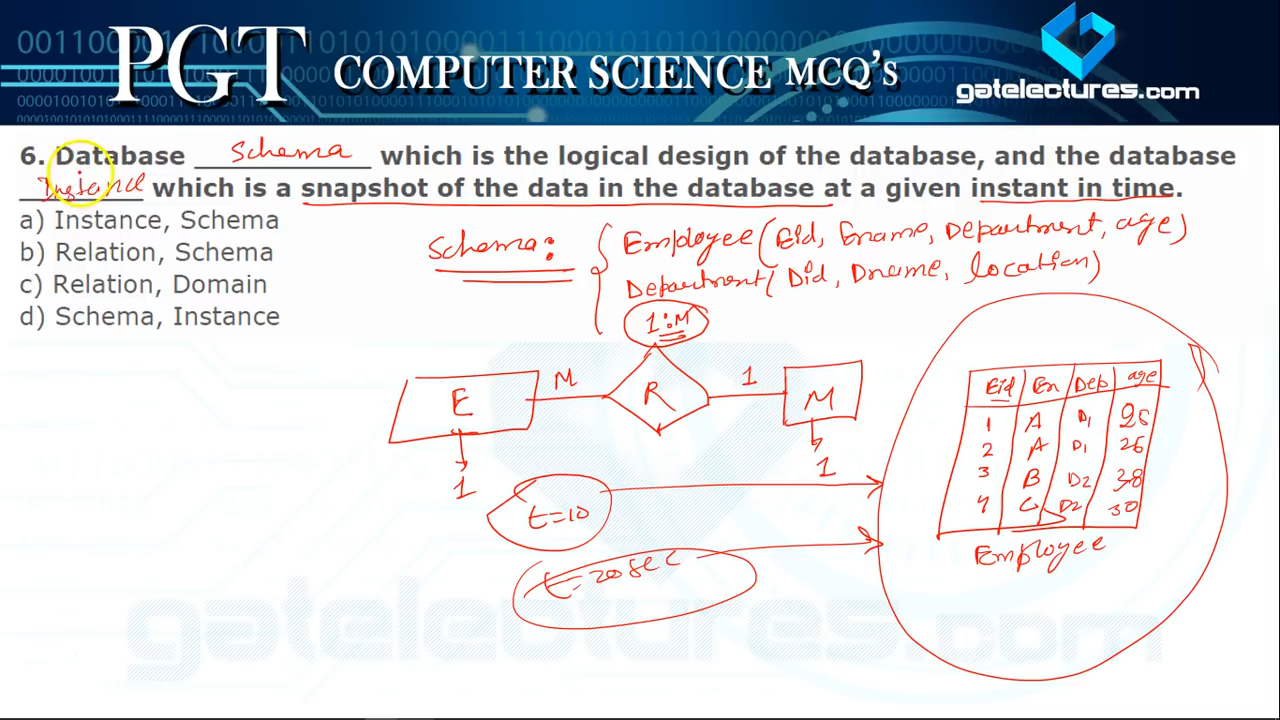 PGT COMPUTER SCIENCE MCQ's
gatelectures.com
6. Database Schema which is the logical design of the database, and the database
Instance which is a snapshot of the data in the database at a given instant in time.
a) Instance, Schema
b) Relation, Schema
c) Relation, Domain
d) Schema, Instance
Schema:
Employee (Eid, Ename, Department, age)
Department (Did, Dname, location)
1:M
E M R 1 M
1 1
t=10
t=20sec
Eid En Dep age
1 A D1 26
2 A D1 26
3 B D2 38
4 C D2 30
Employee
gatelectures.com